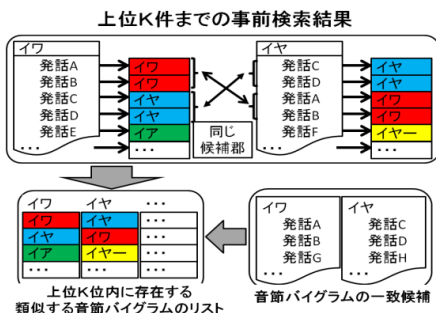 上位K件までの事前検索結果
イワ
発話A イワ
発話B イワ
発話C イヤ
発話D イヤ
発話E イア
・・・ ・・・
同じ
候補郡
イヤ
発話C イヤ
発話D イヤ
発話A イワ
発話B イワ
発話F イヤー
・・・ ・・・
イワ イヤ ・・・
イワ イヤ
イヤ イワ
イア イヤー
・・・ ・・・
上位K位内に存在する
類似する音節バイグラムのリスト
イワ イヤ
発話A 発話C
発話B 発話D
発話G 発話H
・・・ ・・・
音節バイグラムの一致候補